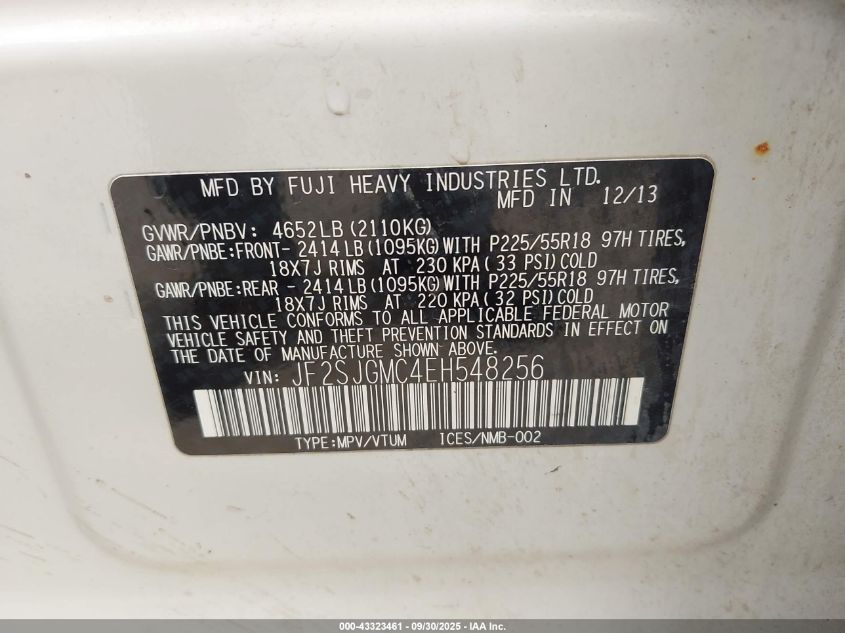 MFD BY FUJI HEAVY INDUSTRIES LTD.
MFD IN 12/13
GVWR/PNBV: 4652LB (2110KG)
GAWR/PNBE:FRONT- 2414LB (1095KG) WITH P225/55R18 97H TIRES,
18X7J RIMS AT 230 KPA ( 33 PSI) COLD
GAWR/PNBE:REAR - 2414LB (1095KG) WITH P225/55R18 97H TIRES,
18X7J RIMS AT 220 KPA ( 32 PSI) COLD
THIS VEHICLE CONFORMS TO ALL APPLICABLE FEDERAL MOTOR
VEHICLE SAFETY AND THEFT PREVENTION STANDARDS IN EFFECT ON
THE DATE OF MANUFACTURE SHOWN ABOVE.
VIN: JF2SJGMC4EH548256
TYPE:MPV/VTUM ICES/NMB-002
000-43323461 - 09/30/2025 - IAA Inc.